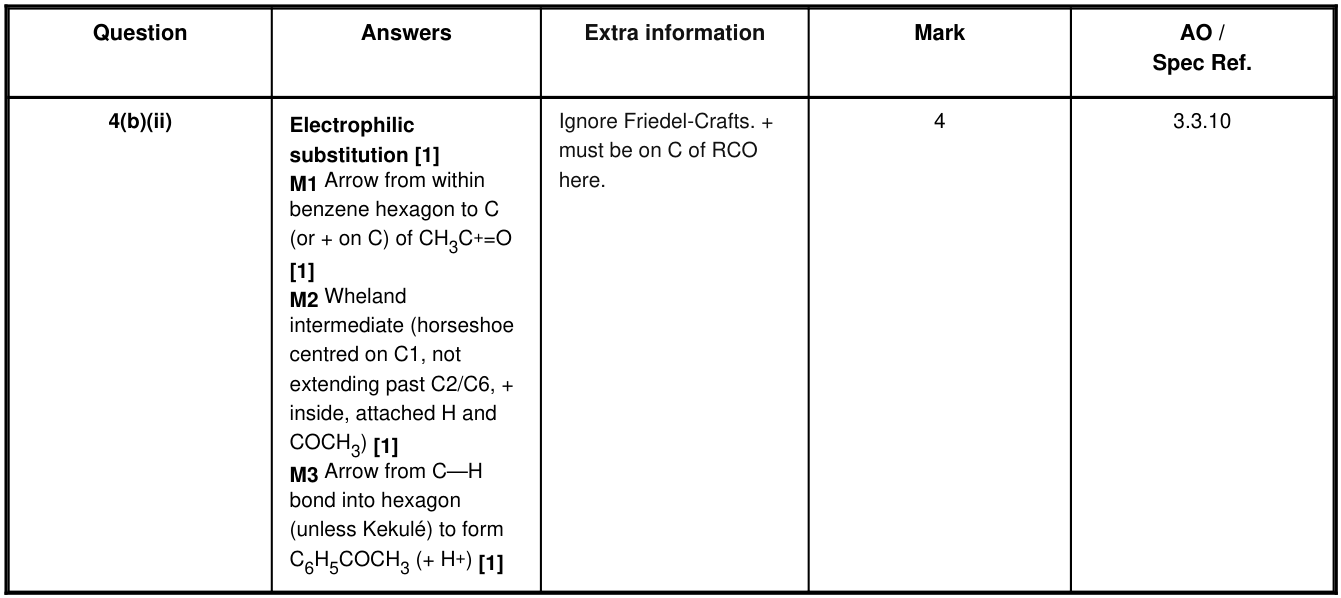 Question Answers Extra information Mark AO /
Spec Ref.
4(b)(ii)
Electrophilic
substitution [1]
M1 Arrow from within
benzene hexagon to C
(or + on C) of CH₃C⁺=O
[1]
M2 Wheland
intermediate (horseshoe
centred on C1, not
extending past C2/C6, +
inside, attached H and
COCH₃) [1]
M3 Arrow from C—H
bond into hexagon
(unless Kekulé) to form
C₆H₅COCH₃ (+ H⁺) [1]
Ignore Friedel-Crafts. +
must be on C of RCO
here.
4
3.3.10